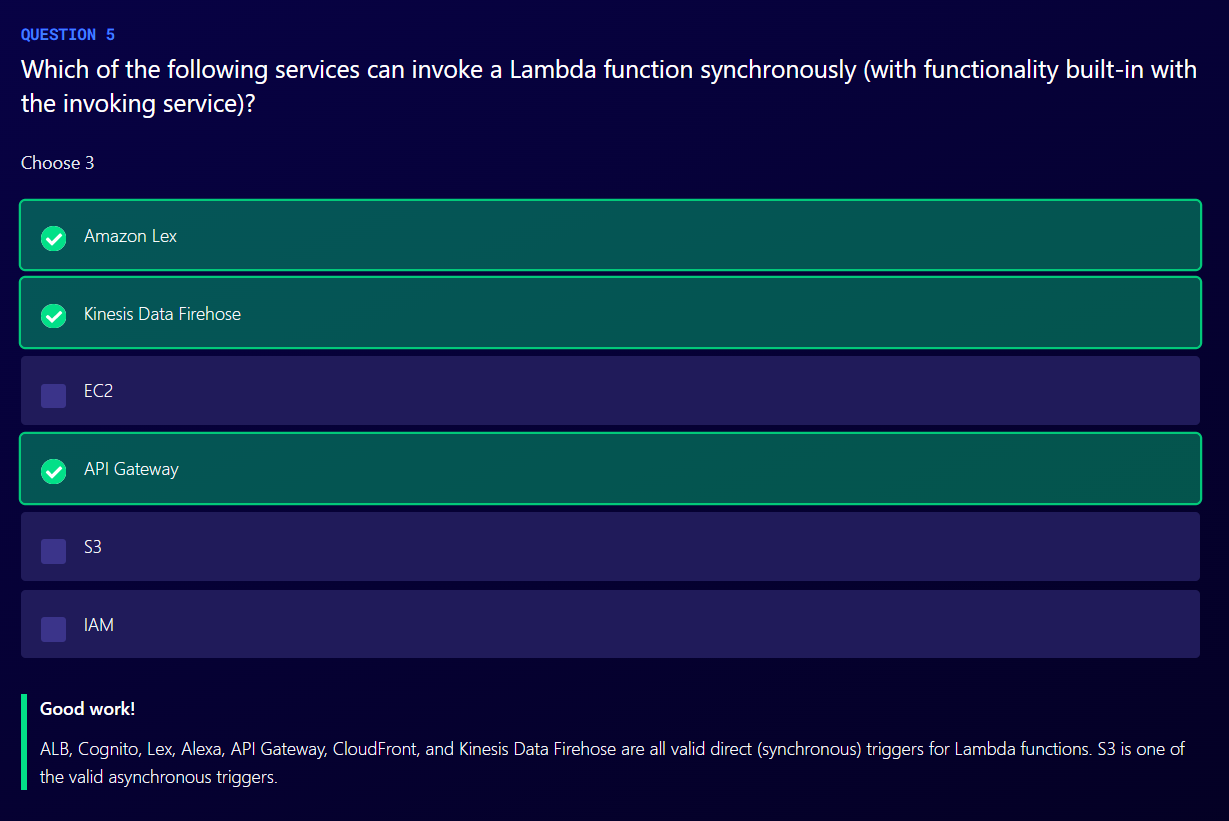 QUESTION 5
Which of the following services can invoke a Lambda function synchronously (with functionality built-in with
the invoking service)?
Choose 3
Amazon Lex
Kinesis Data Firehose
EC2
API Gateway
S3
IAM
Good work!
ALB, Cognito, Lex, Alexa, API Gateway, CloudFront, and Kinesis Data Firehose are all valid direct (synchronous) triggers for Lambda functions. S3 is one of
the valid asynchronous triggers.